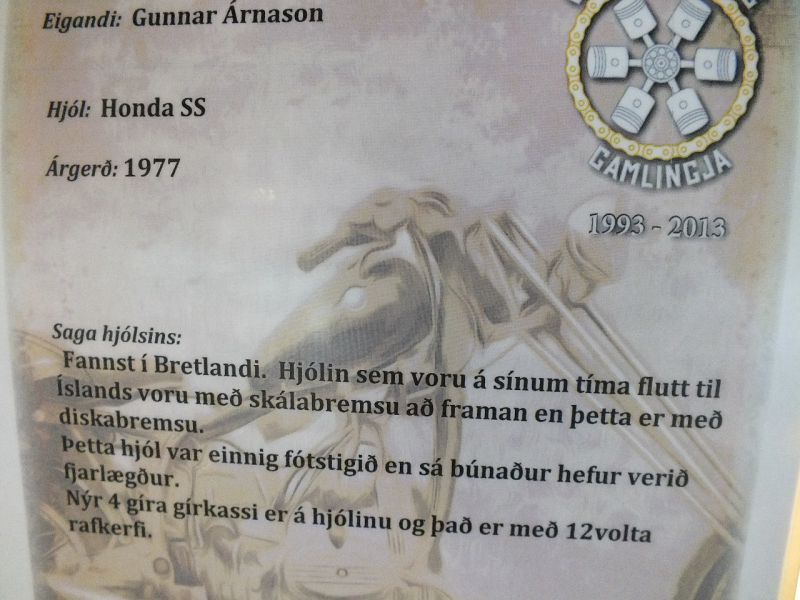 Eigandi: Gunnar Árnason
Hjól: Honda SS
Árgerð: 1977
GAMLINGJA
1993 - 2013
Saga hjólsins:
Fannst í Bretlandi. Hjólin sem voru á sínum tíma flutt til
Íslands voru með skálabremsu að framan en þetta er með
diskabremsu.
Þetta hjól var einnig fótstigið en sá búnaður hefur verið
fjarlægður.
Nýr 4 gíra gírkassi er á hjólinu og það er með 12volta
rafkerfi.